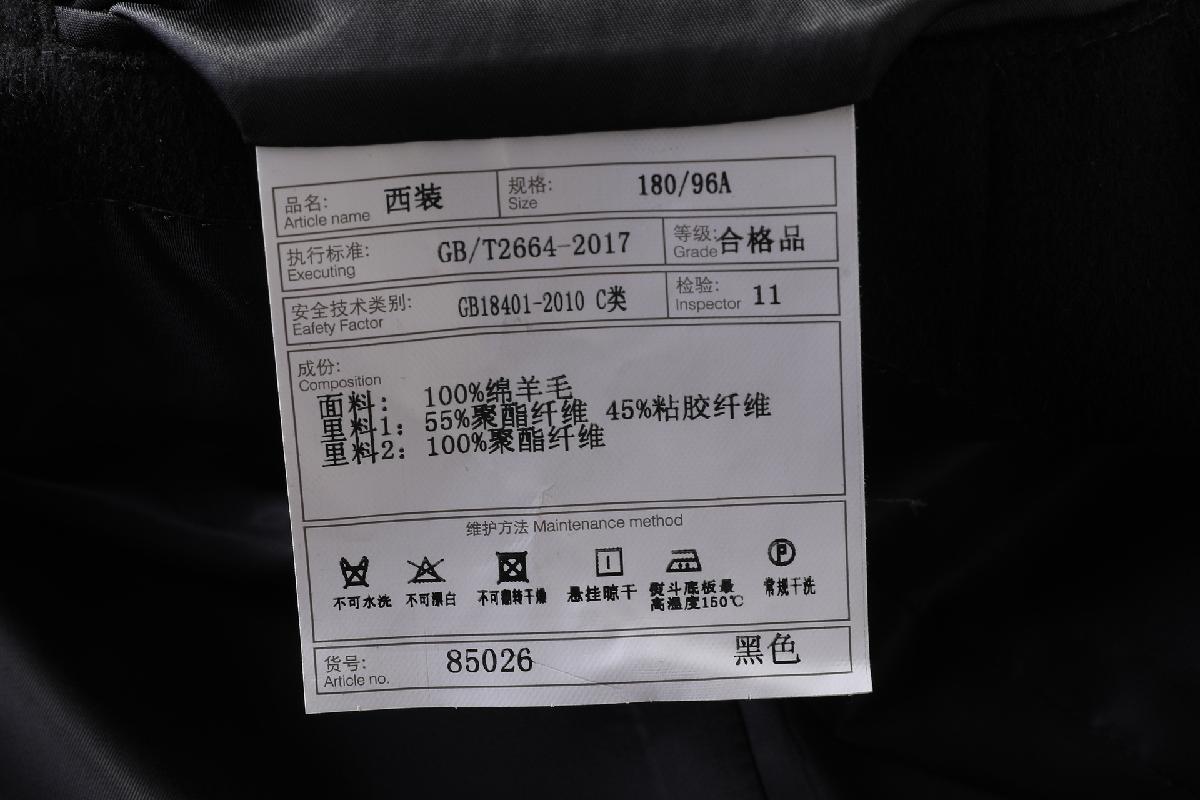 品名: 西装 规格: 180/96A
Article name Size
执行标准: GB/T2664-2017 等级: 合格品
Executing Grade
安全技术类别: GB18401-2010 C类 检验: 11
Eafety Factor Inspector
成份:
Composition
面料: 100%绵羊毛
里料1: 55%聚酯纤维 45%粘胶纤维
里料2: 100%聚酯纤维
维护方法 Maintenance method
P
不可水洗 不可漂白 不可翻转干燥 悬挂晾干 熨斗底板最高温度150℃ 常规干洗
货号: 85026 黑色
Article no.